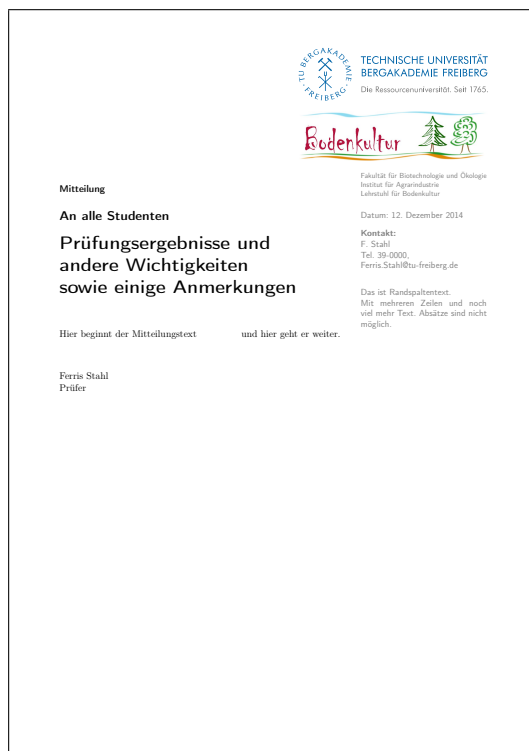 TU BERGAKADEMIE
· FREIBERG ·
TECHNISCHE UNIVERSITÄT
BERGAKADEMIE FREIBERG
Die Ressourcenuniversität. Seit 1765.
Bodenkultur
Fakultät für Biotechnologie und Ökologie
Institut für Agrarindustrie
Lehrstuhl für Bodenkultur
Mitteilung
An alle Studenten
Datum: 12. Dezember 2014
Prüfungsergebnisse und
andere Wichtigkeiten
sowie einige Anmerkungen
Kontakt:
F. Stahl
Tel. 39-0000,
Ferris.Stahl@tu-freiberg.de
Das ist Randspaltentext.
Mit mehreren Zeilen und noch
viel mehr Text. Absätze sind nicht
möglich.
Hier beginnt der Mitteilungstext und hier geht er weiter.
Ferris Stahl
Prüfer